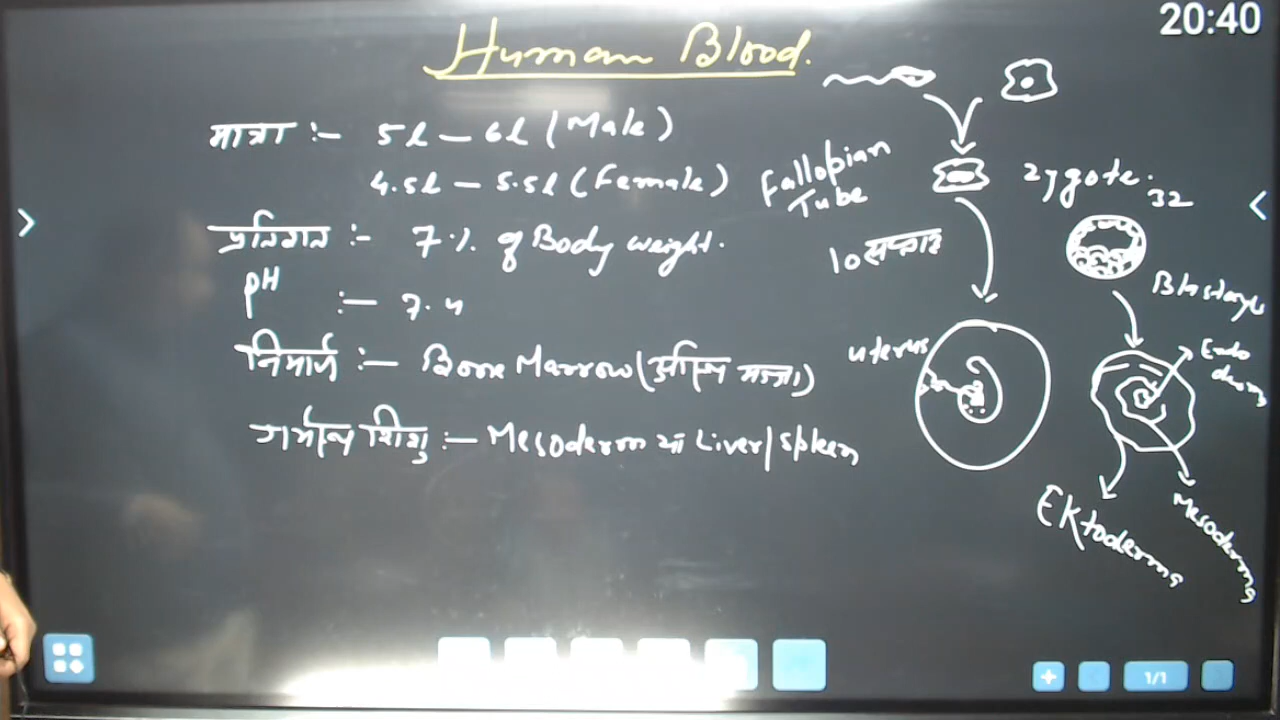 20:40
Human Blood.
मात्रा :- 5l - 6l (Male)
4.5l - 5.5l (Female)
प्रतिशत :- 7.%. of Body weight.
pH :- 7.4
निर्माण :- Bone Marrow (अस्थि मज्जा)
गर्भस्थ शिशु :- Mesoderm या Liver/Spleen
Fallopian
Tube
Zygote.
32
10 सप्ताह
uterus
Endo
derms
Ektoderms
Mesoderms
1/1